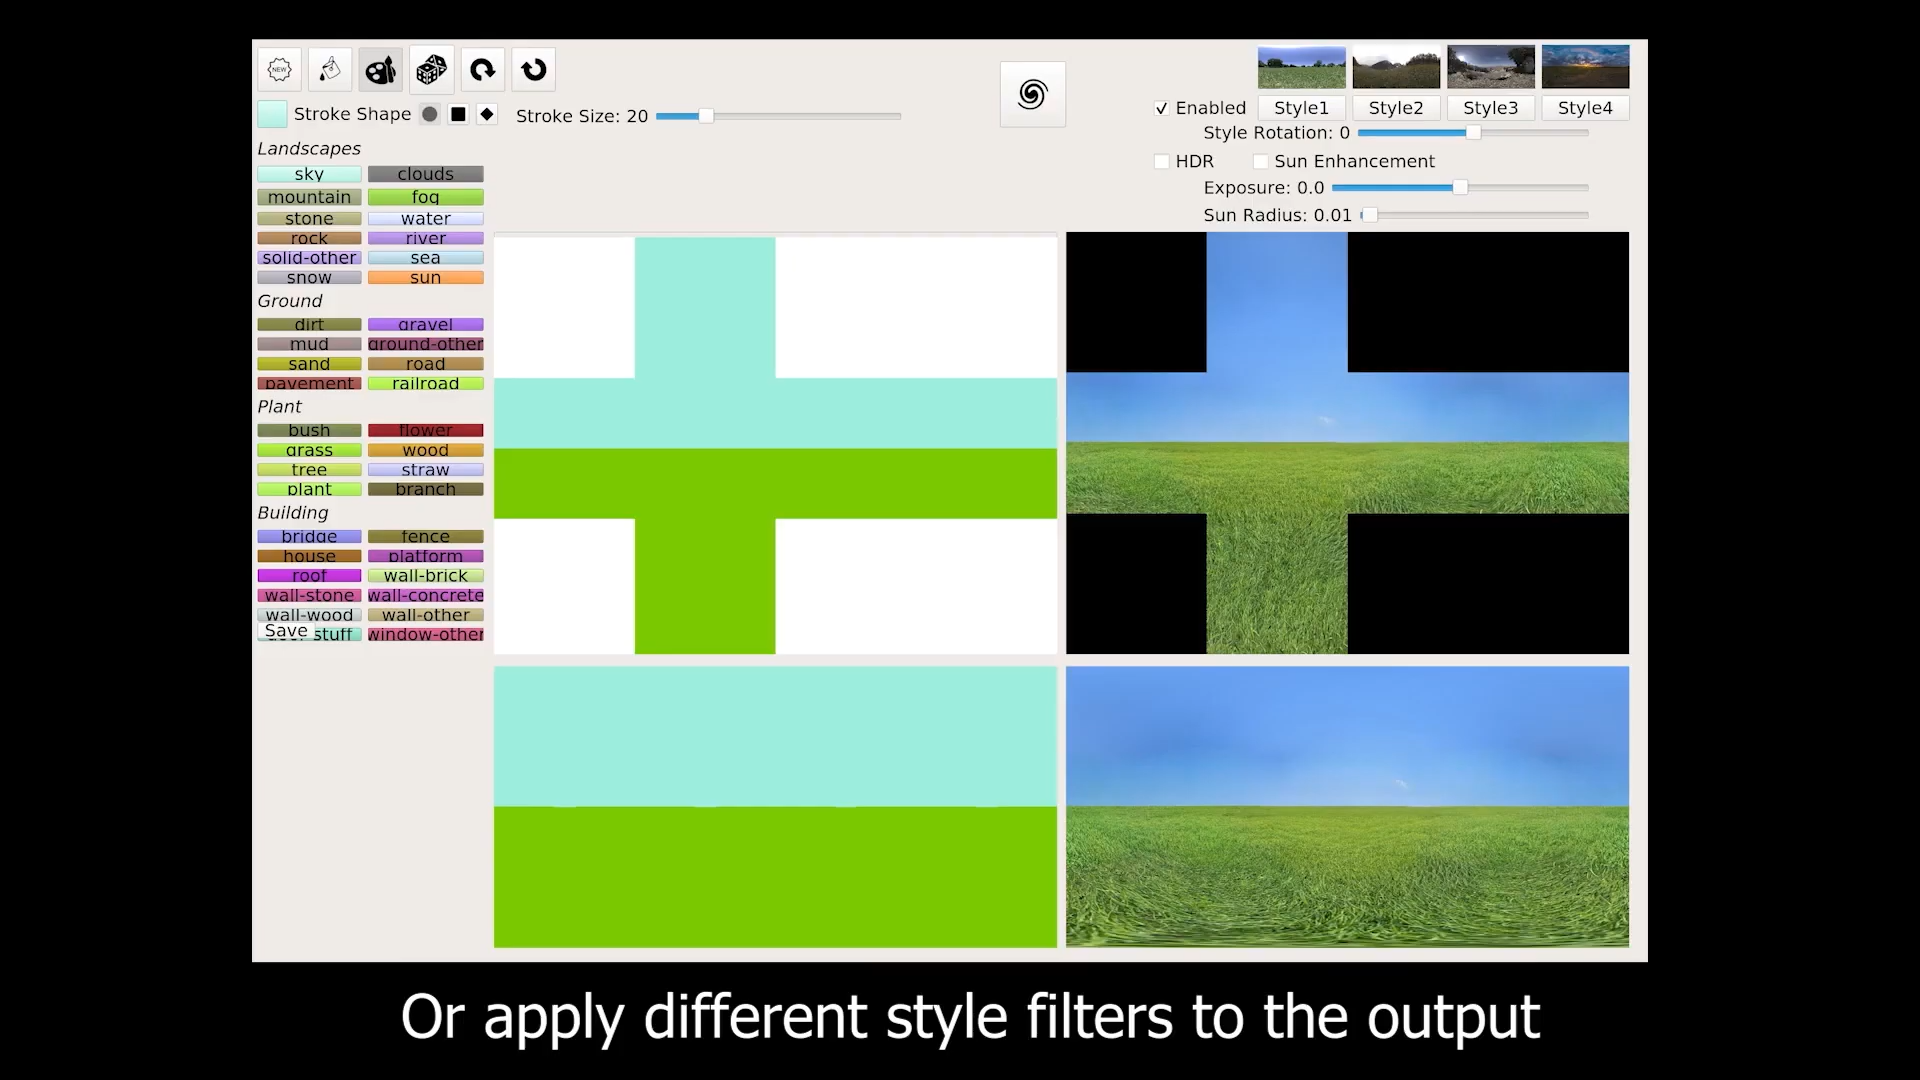 NEW
Stroke Shape Stroke Size: 20
Enabled Style1 Style2 Style3 Style4
Style Rotation: 0
HDR Sun Enhancement
Exposure: 0.0
Sun Radius: 0.01
Landscapes
sky clouds
mountain fog
stone water
rock river
solid-other sea
snow sun
Ground
dirt gravel
mud ground-other
sand road
pavement railroad
Plant
bush flower
grass wood
tree straw
plant branch
Building
bridge fence
house platform
roof wall-brick
wall-stone wall-concrete
wall-wood wall-other
Save stuff window-other
Or apply different style filters to the output